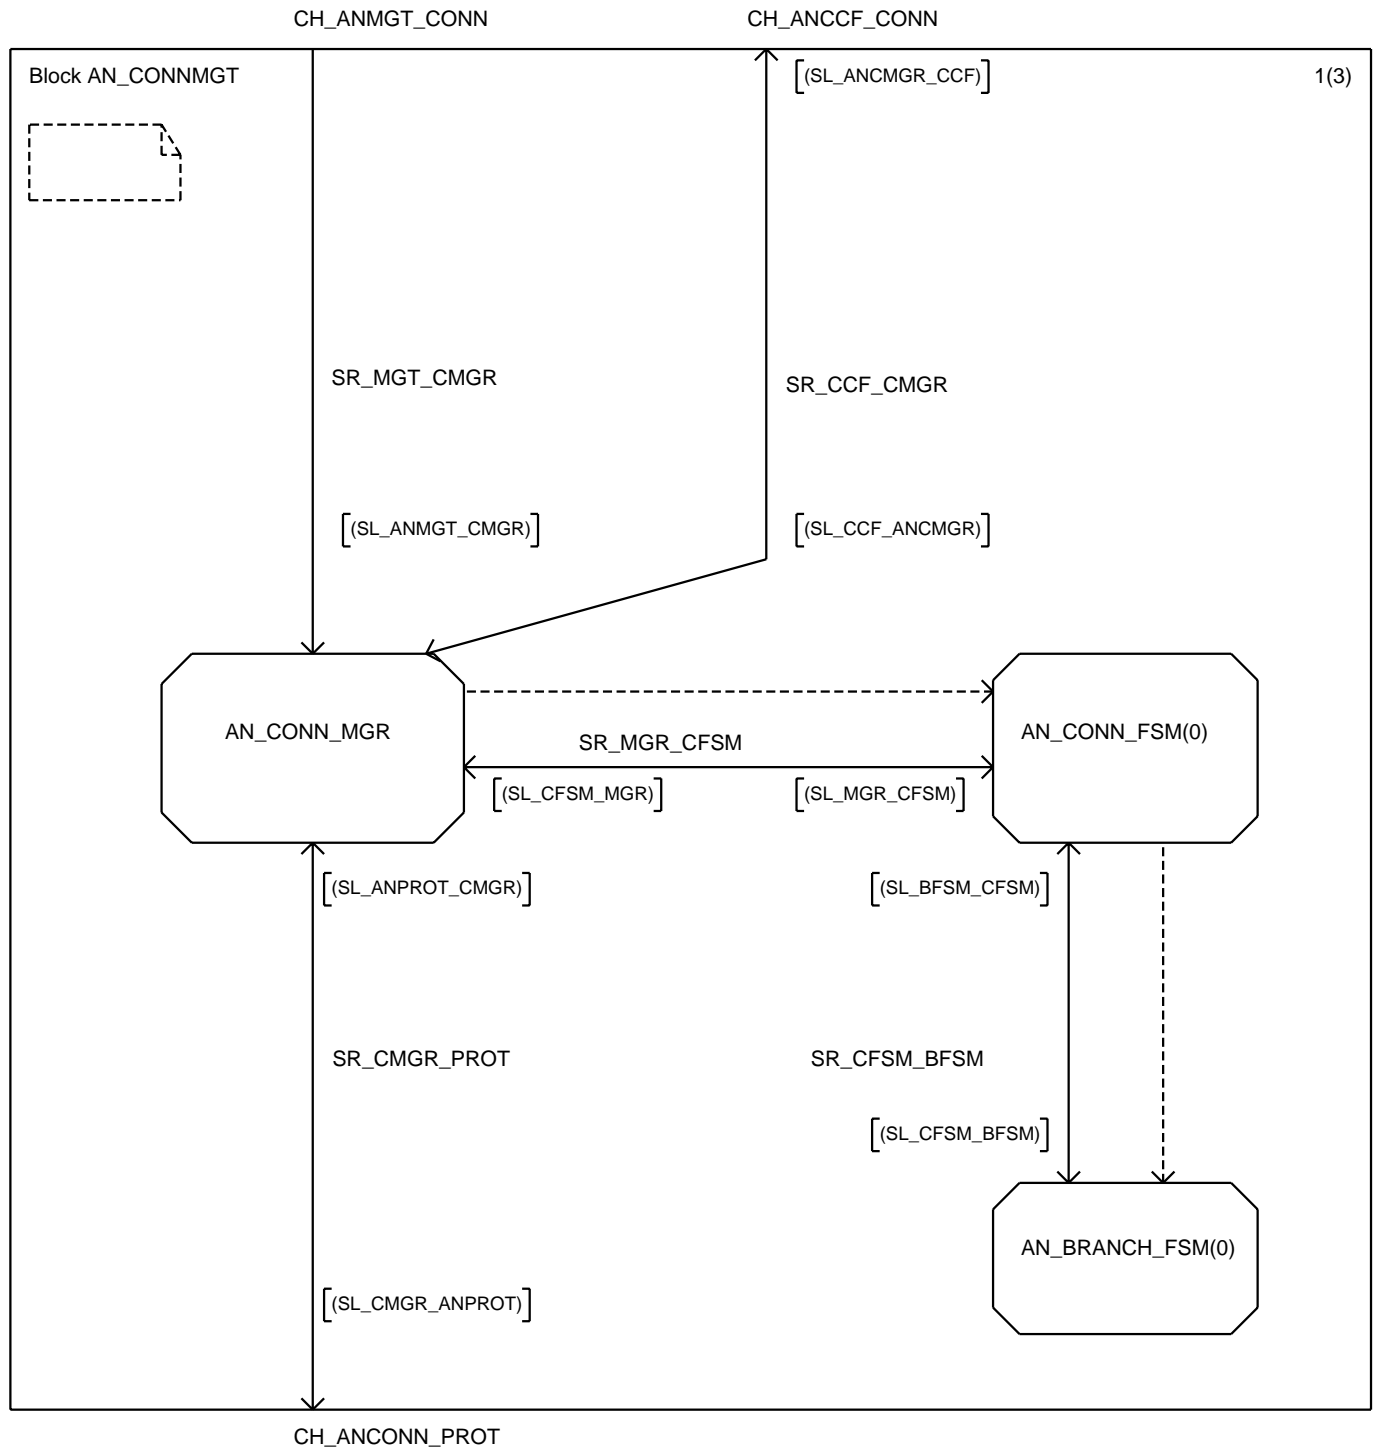 CH_ANMGT_CONN
CH_ANCCF_CONN
Block AN_CONNMGT
(SL_ANCMGR_CCF)
1(3)
SR_MGT_CMGR
SR_CCF_CMGR
(SL_ANMGT_CMGR)
(SL_CCF_ANCMGR)
AN_CONN_MGR
SR_MGR_CFSM
AN_CONN_FSM(0)
(SL_CFSM_MGR)
(SL_MGR_CFSM)
(SL_ANPROT_CMGR)
(SL_BFSM_CFSM)
SR_CMGR_PROT
SR_CFSM_BFSM
(SL_CFSM_BFSM)
AN_BRANCH_FSM(0)
(SL_CMGR_ANPROT)
CH_ANCONN_PROT